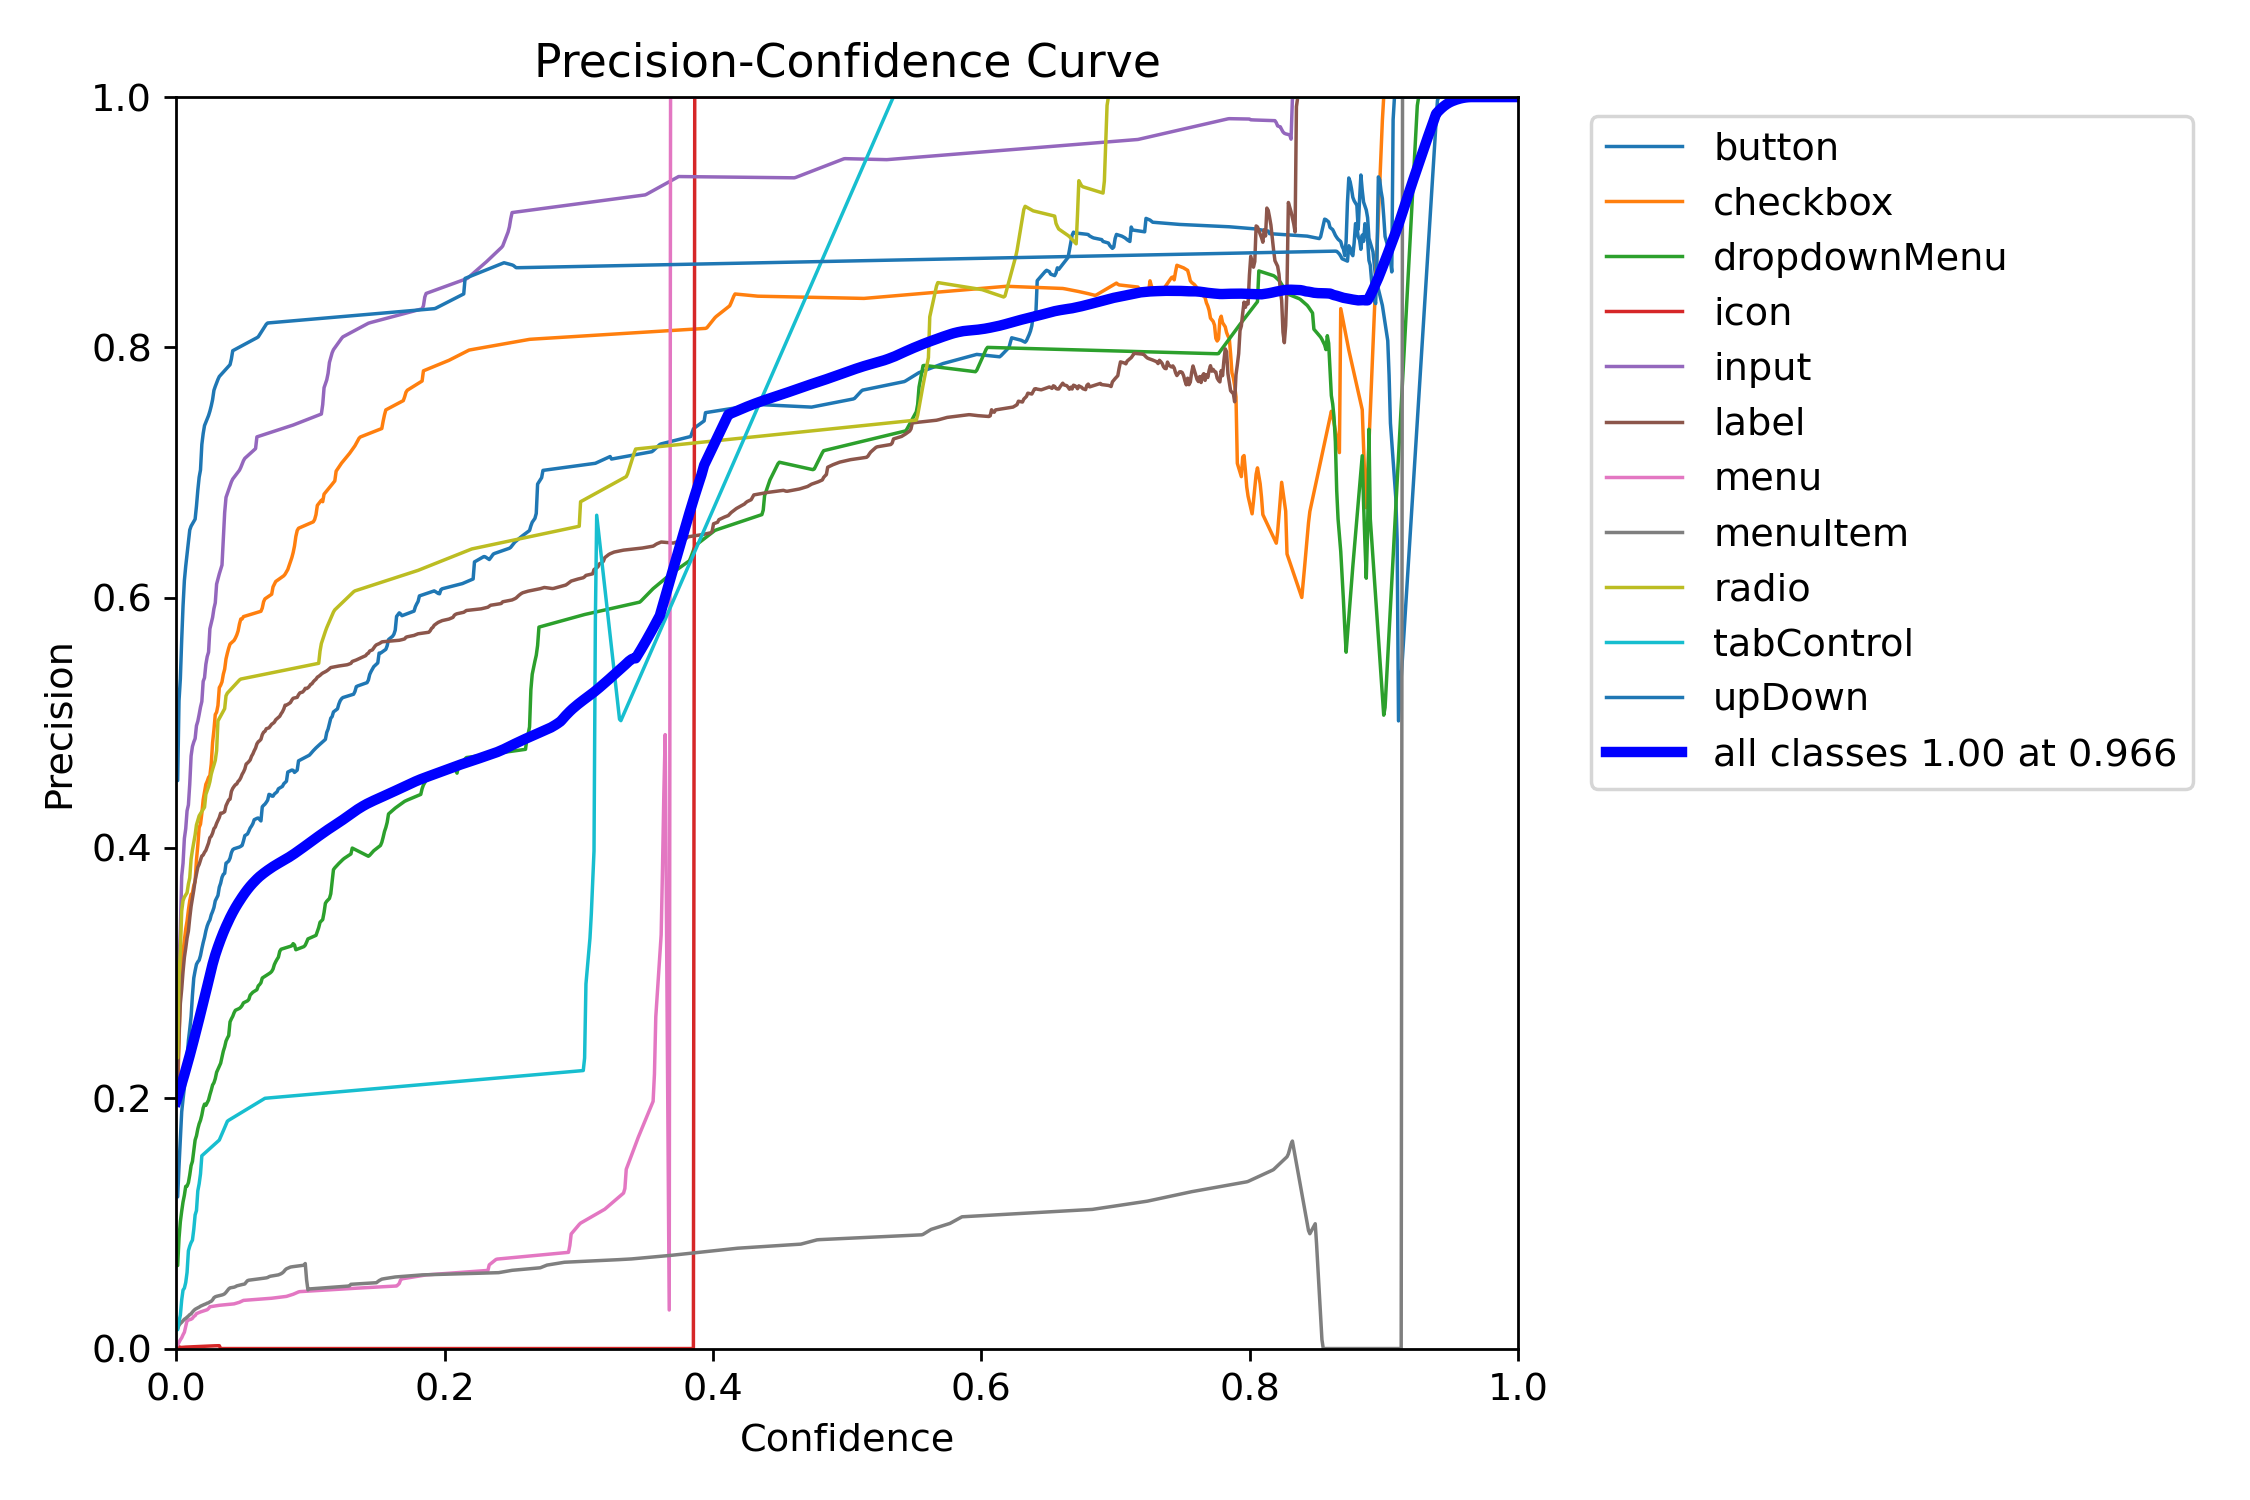 Precision-Confidence Curve
1.0
0.8
0.6
0.4
0.2
0.0
Precision
0.0 0.2 0.4 0.6 0.8 1.0
Confidence
button
checkbox
dropdownMenu
icon
input
label
menu
menuItem
radio
tabControl
upDown
all classes 1.00 at 0.966